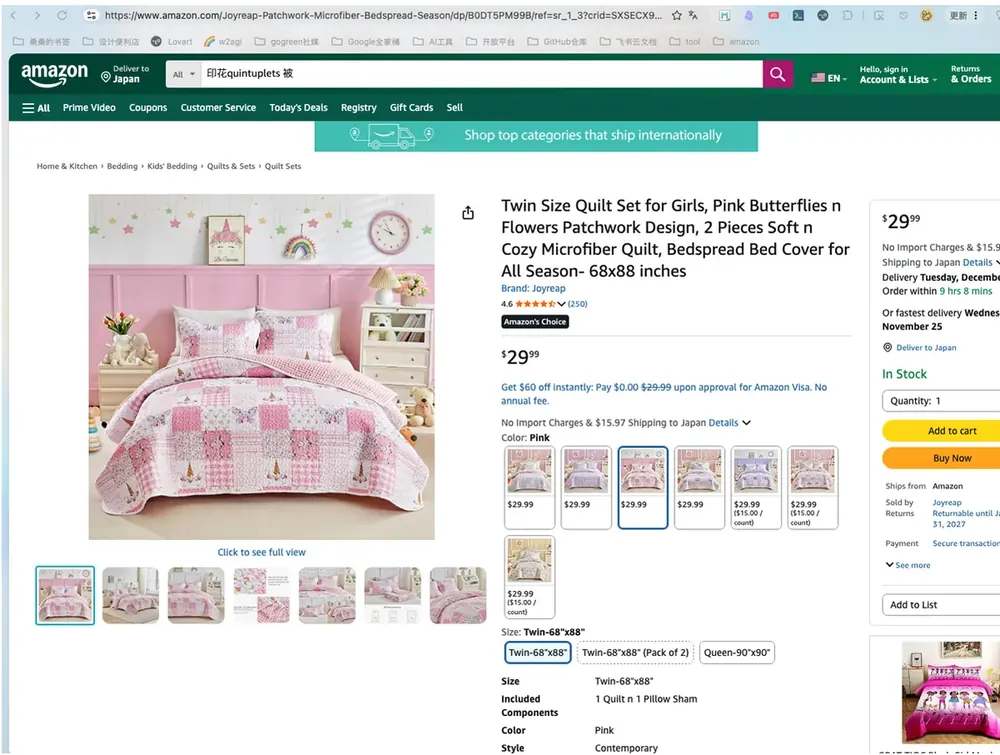 https://www.amazon.com/Joyreap-Patchwork-Microfiber-Bedspread-Season/dp/B0DT5PM99B/ref=sr_1_3?crid=SXSECX9...
更新
桑桑的书签 设计便利店 Lovart w2agi gogreen社媒 Google全家桶 AI工具 开放平台 GitHub仓库 飞书云文档 tool amazon
amazon
Deliver to
Japan
All
印花quintuplets 被
EN
Hello, sign in
Account & Lists
Returns
& Orders
All Prime Video Coupons Customer Service Today's Deals Registry Gift Cards Sell
Shop top categories that ship internationally
Home & Kitchen › Bedding › Kids' Bedding › Quilts & Sets › Quilt Sets
Click to see full view
Twin Size Quilt Set for Girls, Pink Butterflies n
Flowers Patchwork Design, 2 Pieces Soft n
Cozy Microfiber Quilt, Bedspread Bed Cover for
All Season- 68x88 inches
Brand: Joyreap
4.6 (250)
Amazon's Choice
$29 99
Get $60 off instantly: Pay $0.00 $29.99 upon approval for Amazon Visa. No
annual fee.
No Import Charges & $15.97 Shipping to Japan Details
Color: Pink
$29.99 $29.99 $29.99 $29.99 $29.99 $29.99
($15.00 / ($15.00 /
count) count)
$29.99
($15.00 /
count)
Size: Twin-68"x88"
Twin-68"x88" Twin-68"x88" (Pack of 2) Queen-90"x90"
Size Twin-68"x88"
Included 1 Quilt n 1 Pillow Sham
Components
Color Pink
Style Contemporary
$29 99
No Import Charges & $15.9
Shipping to Japan Details
Delivery Tuesday, Decembe
Order within 9 hrs 8 mins
Or fastest delivery Wednes
November 25
Deliver to Japan
In Stock
Quantity: 1
Add to cart
Buy Now
Ships from Amazon
Sold by Joyreap
Returns Returnable until Ja
31, 2027
Payment Secure transaction
See more
Add to List